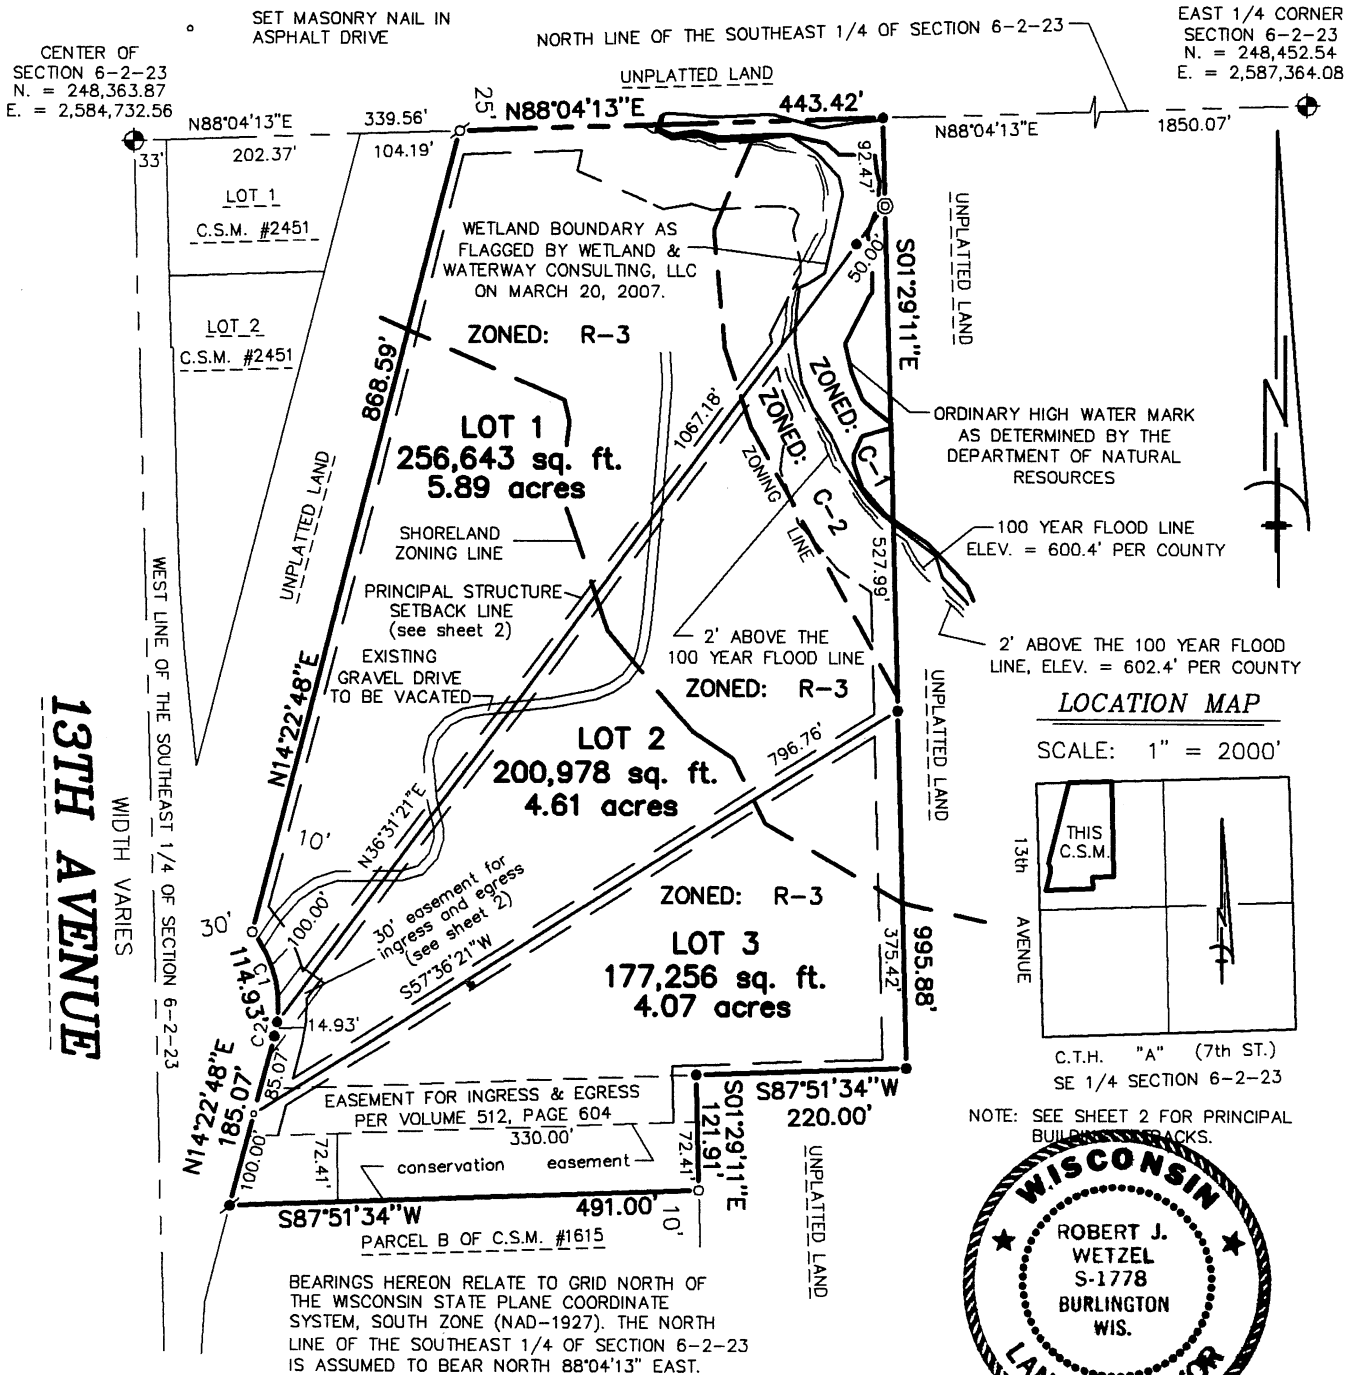 SET MASONRY NAIL IN
ASPHALT DRIVE
CENTER OF
SECTION 6-2-23
N. = 248,363.87
E. = 2,584,732.56
NORTH LINE OF THE SOUTHEAST 1/4 OF SECTION 6-2-23
EAST 1/4 CORNER
SECTION 6-2-23
N. = 248,452.54
E. = 2,587,364.08
UNPLATTED LAND
N88°04'13"E
339.56'
25'
N88°04'13"E
443.42'
N88°04'13"E
1850.07'
33'
202.37'
104.19'
92.47'
LOT 1
C.S.M. #2451
LOT 2
C.S.M. #2451
WETLAND BOUNDARY AS
FLAGGED BY WETLAND &
WATERWAY CONSULTING, LLC
ON MARCH 20, 2007.
50.00'
UNPLATTED LAND
S01°29'11"E
ZONED: R-3
868.59'
LOT 1
256,643 sq. ft.
5.89 acres
1067.18'
ZONED: C-1
ZONED: C-2
ZONING LINE
ORDINARY HIGH WATER MARK
AS DETERMINED BY THE
DEPARTMENT OF NATURAL
RESOURCES
UNPLATTED LAND
SHORELAND
ZONING LINE
100 YEAR FLOOD LINE
ELEV. = 600.4' PER COUNTY
527.99'
PRINCIPAL STRUCTURE
SETBACK LINE
(see sheet 2)
EXISTING
GRAVEL DRIVE
TO BE VACATED
2' ABOVE THE
100 YEAR FLOOD LINE
2' ABOVE THE 100 YEAR FLOOD
LINE, ELEV. = 602.4' PER COUNTY
ZONED: R-3
WEST LINE OF THE SOUTHEAST 1/4 OF SECTION 6-2-23
N14°22'48"E
UNPLATTED LAND
LOCATION MAP
SCALE: 1" = 2000'
LOT 2
200,978 sq. ft.
4.61 acres
796.76'
13TH AVENUE
WIDTH VARIES
10'
N36°31'21"E
THIS
C.S.M.
13th AVENUE
30' easement for
ingress and egress
(see sheet 2)
ZONED: R-3
30'
100.00'
S57°36'21"W
LOT 3
177,256 sq. ft.
4.07 acres
375.42'
995.88'
C1
114.93'
C2
14.93'
85.07'
N14°22'48"E
185.07'
C.T.H. "A" (7th ST.)
SE 1/4 SECTION 6-2-23
S87°51'34"W
220.00'
EASEMENT FOR INGRESS & EGRESS
PER VOLUME 512, PAGE 604
330.00'
S01°29'11"E
121.91'
NOTE: SEE SHEET 2 FOR PRINCIPAL
100.00'
72.41'
conservation easement
72.41'
UNPLATTED LAND
S87°51'34"W
491.00'
10'
PARCEL B OF C.S.M. #1615
WISCONSIN
ROBERT J.
WETZEL
S-1778
BURLINGTON
WIS.
BEARINGS HEREON RELATE TO GRID NORTH OF
THE WISCONSIN STATE PLANE COORDINATE
SYSTEM, SOUTH ZONE (NAD-1927). THE NORTH
LINE OF THE SOUTHEAST 1/4 OF SECTION 6-2-23
IS ASSUMED TO BEAR NORTH 88°04'13" EAST.